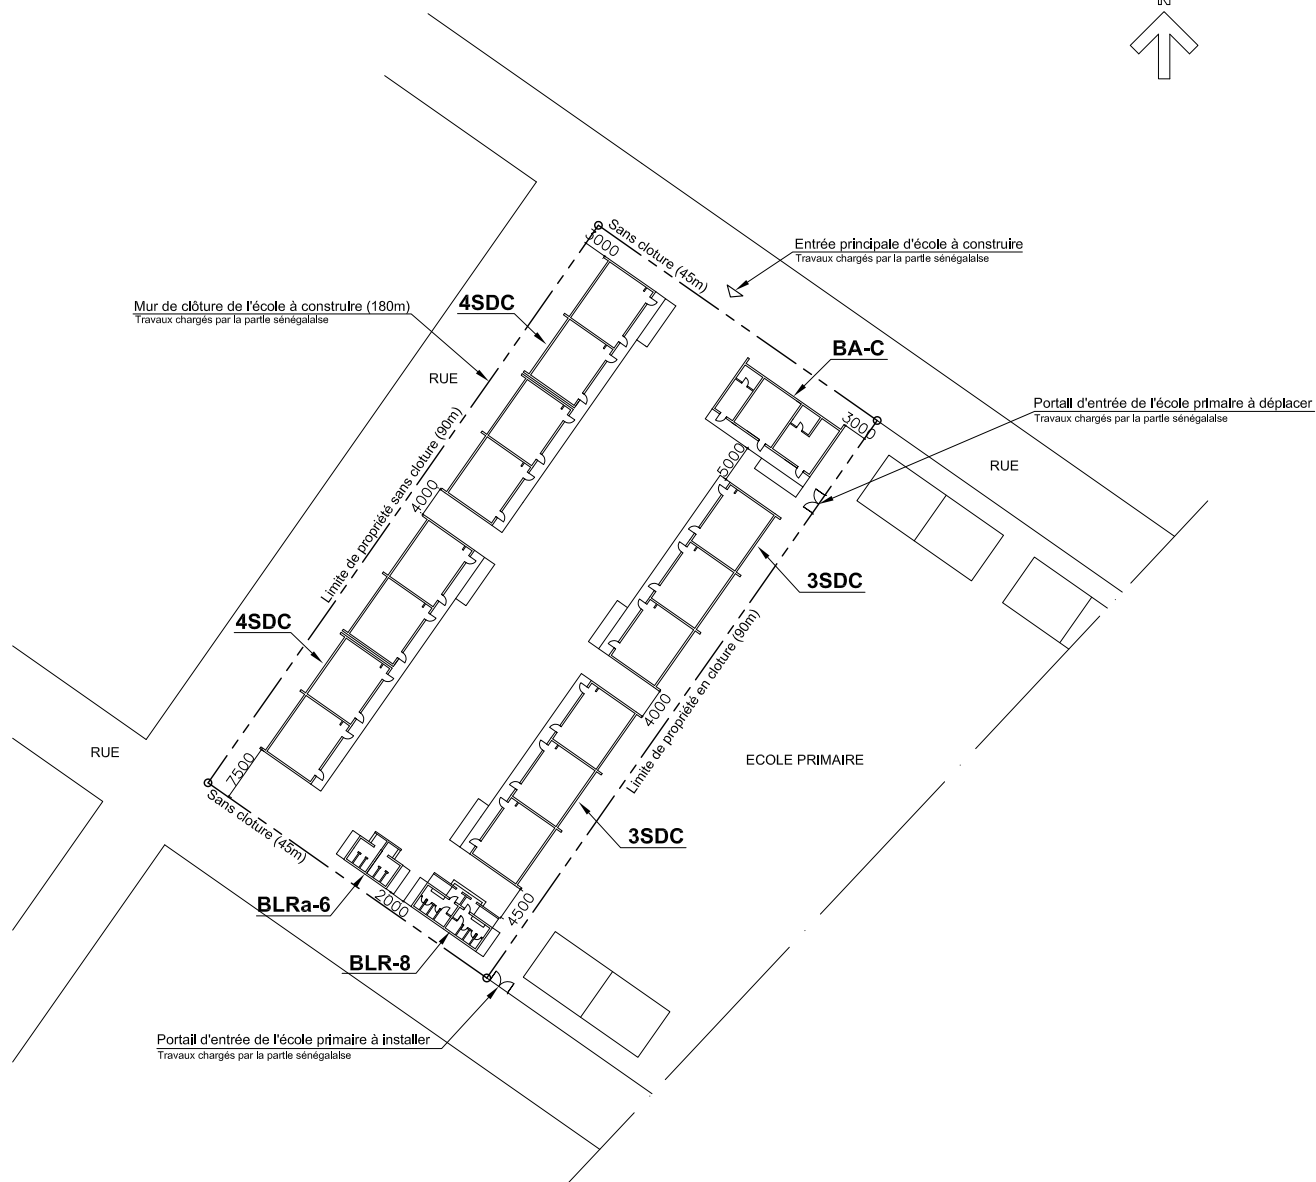 N
Sans cloture (45m)
3000
Entrée principale d'école à construire
Travaux chargés par la partie sénégalaise
Mur de clôture de l'école à construire (180m)
Travaux chargés par la partie sénégalaise
4SDC
BA-C
RUE
Portail d'entrée de l'école primaire à déplacer
Travaux chargés par la partie sénégalaise
3000
RUE
5000
Limite de propriété sans cloture (90m)
4000
3SDC
4SDC
Limite de propriété en cloture (90m)
4000
RUE
ECOLE PRIMAIRE
7500
Sans cloture (45m)
3SDC
BLRa-6
2000
4500
BLR-8
Portail d'entrée de l'école primaire à installer
Travaux chargés par la partie sénégalaise